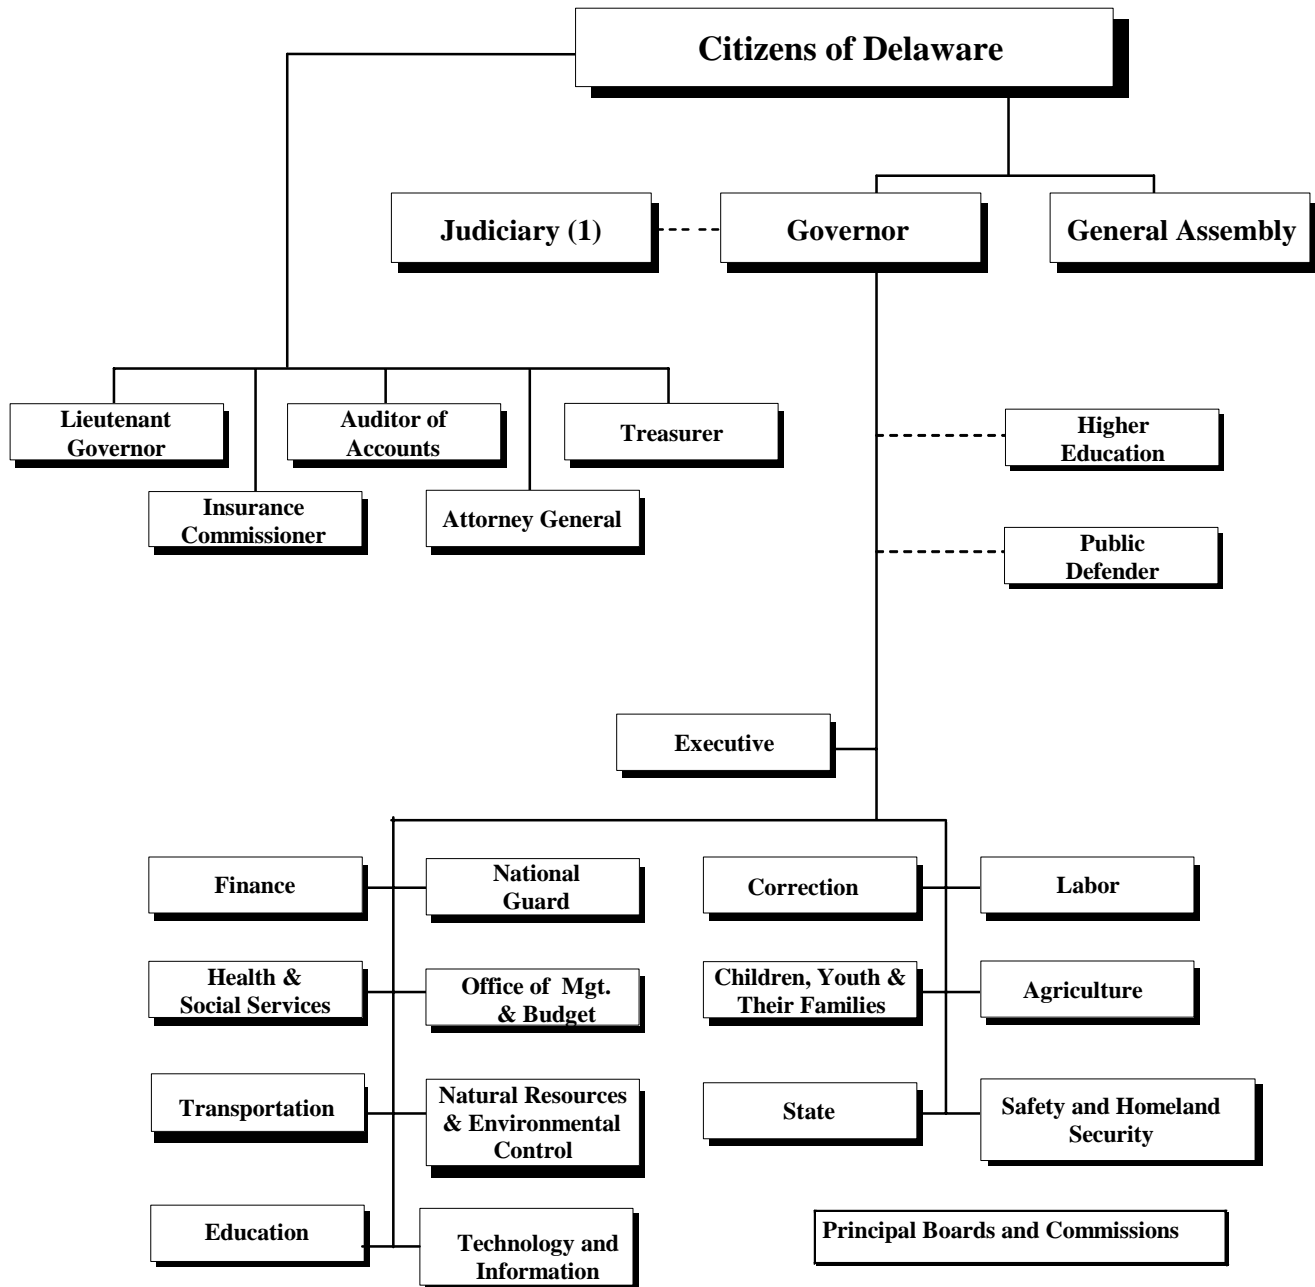 Citizens of Delaware
Judiciary (1)
Governor
General Assembly
Lieutenant
Governor
Auditor of
Accounts
Treasurer
Higher
Education
Insurance
Commissioner
Attorney General
Public
Defender
Executive
Finance
National
Guard
Correction
Labor
Health &
Social Services
Office of Mgt.
& Budget
Children, Youth &
Their Families
Agriculture
Transportation
Natural Resources
& Environmental
Control
State
Safety and Homeland
Security
Education
Technology and
Information
Principal Boards and Commissions